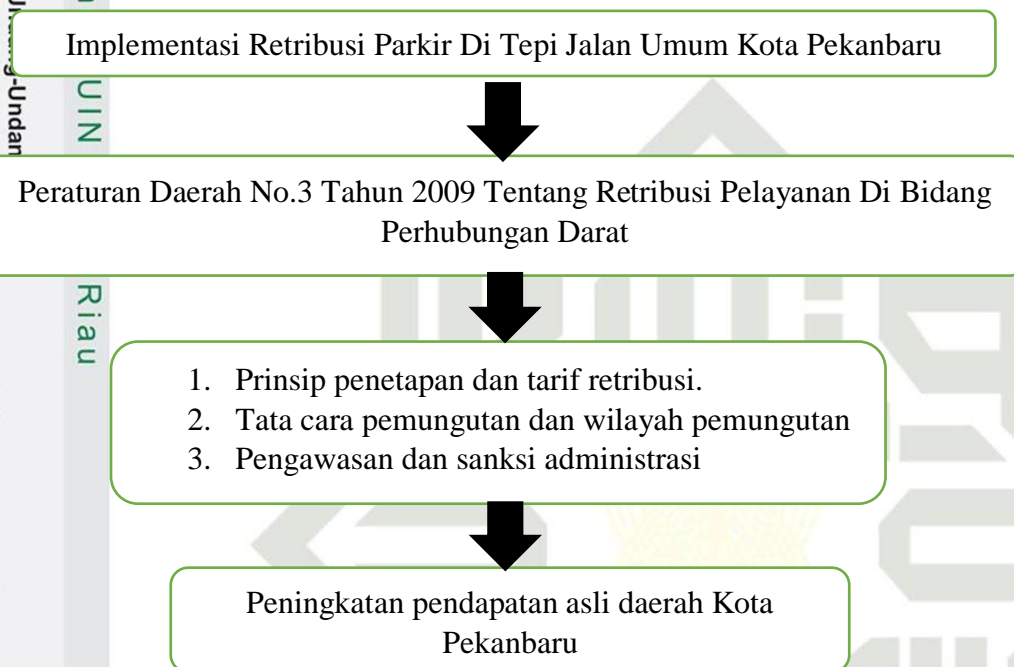 Implementasi Retribusi Parkir Di Tepi Jalan Umum Kota Pekanbaru
Peraturan Daerah No.3 Tahun 2009 Tentang Retribusi Pelayanan Di Bidang
Perhubungan Darat
1. Prinsip penetapan dan tarif retribusi.
2. Tata cara pemungutan dan wilayah pemungutan
3. Pengawasan dan sanksi administrasi
Peningkatan pendapatan asli daerah Kota
Pekanbaru
UIN
Riau
-Undan